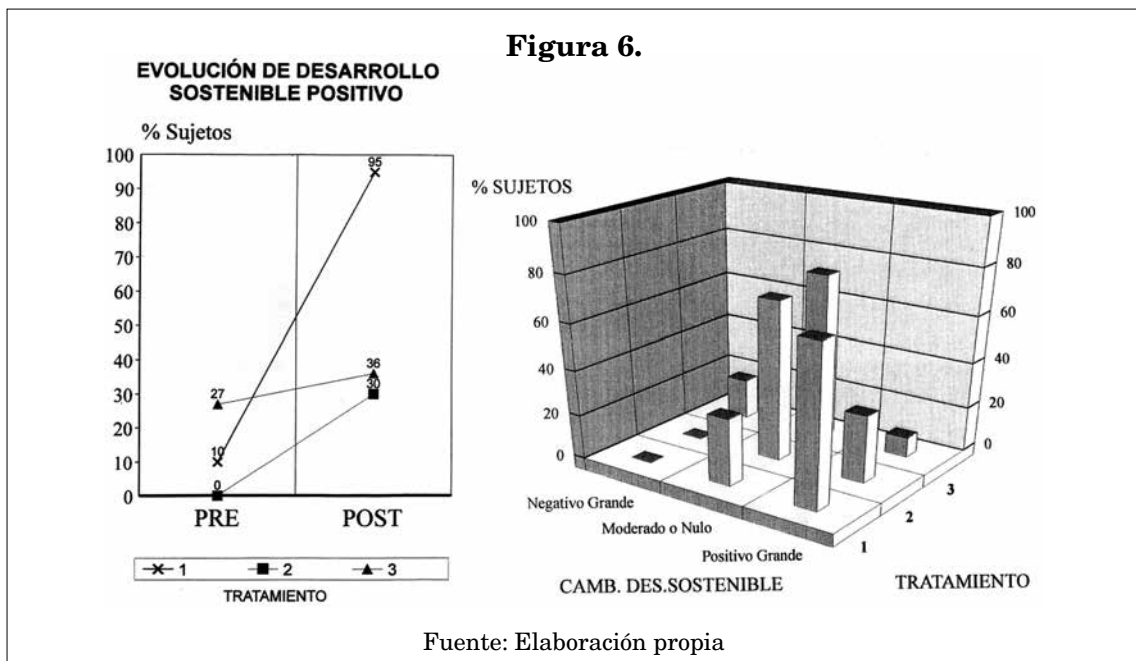 Figura 6.
EVOLUCIÓN DE DESARROLLO
SOSTENIBLE POSITIVO
% Sujetos
100
90
80
70
60
50
40
30
20
10
0
95
36
30
27
10
0
PRE
POST
1
2
3
TRATAMIENTO
% SUJETOS
100
80
60
40
20
0
100
80
60
40
20
0
Negativo Grande
Moderado o Nulo
Positivo Grande
1
2
3
CAMB. DES.SOSTENIBLE
TRATAMIENTO
Fuente: Elaboración propia